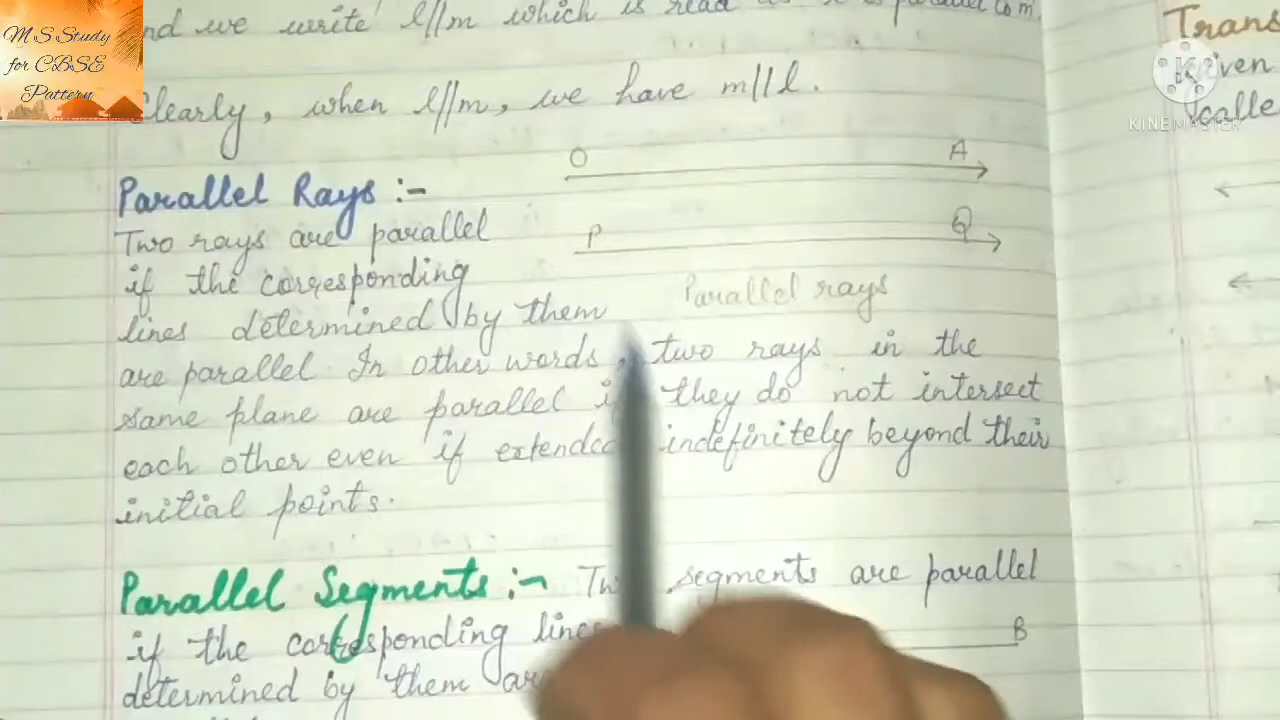 M S Study
for CBSE
Pattern
and we write l//m which is read
parallel to m.
Clearly, when l//m, we have m//l.
O A
Parallel Rays :-
P Q
Two rays are parallel
if the corresponding
Parallel rays
lines determined by them
are parallel In other words, two rays in the
same plane are parallel if they do not intersect
each other even if extended indefinitely beyond their
initial points.
Parallel Segments :- Two segments are parallel
if the corresponding lines
B
determined by them are
Trans
K
KINEMASTER